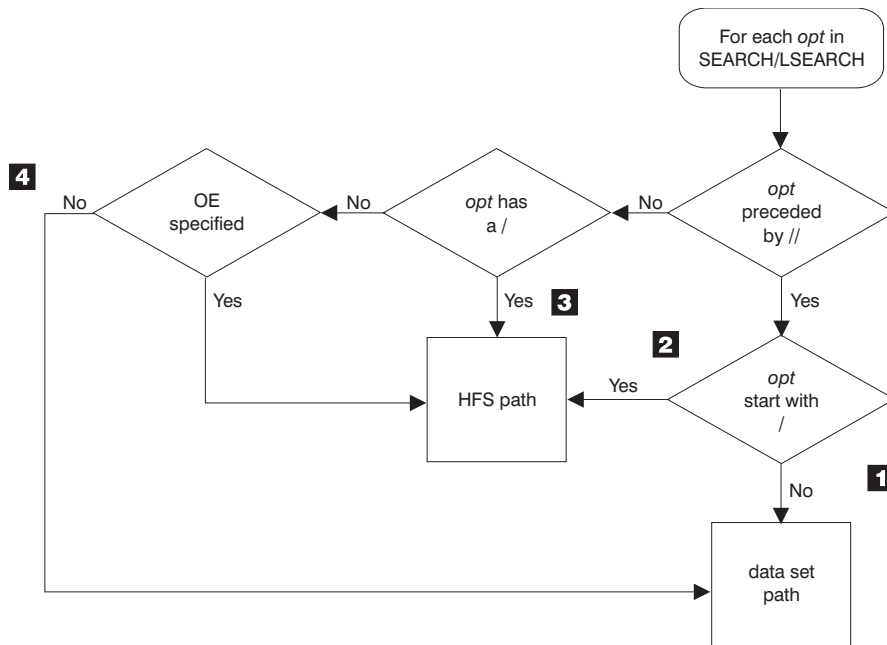 For each opt in
SEARCH/LSEARCH
4
No
OE
specified
No
opt has
a /
No
opt
preceded
by //
Yes
Yes
3
Yes
2
HFS path
Yes
opt
start with
/
1
No
data set
path